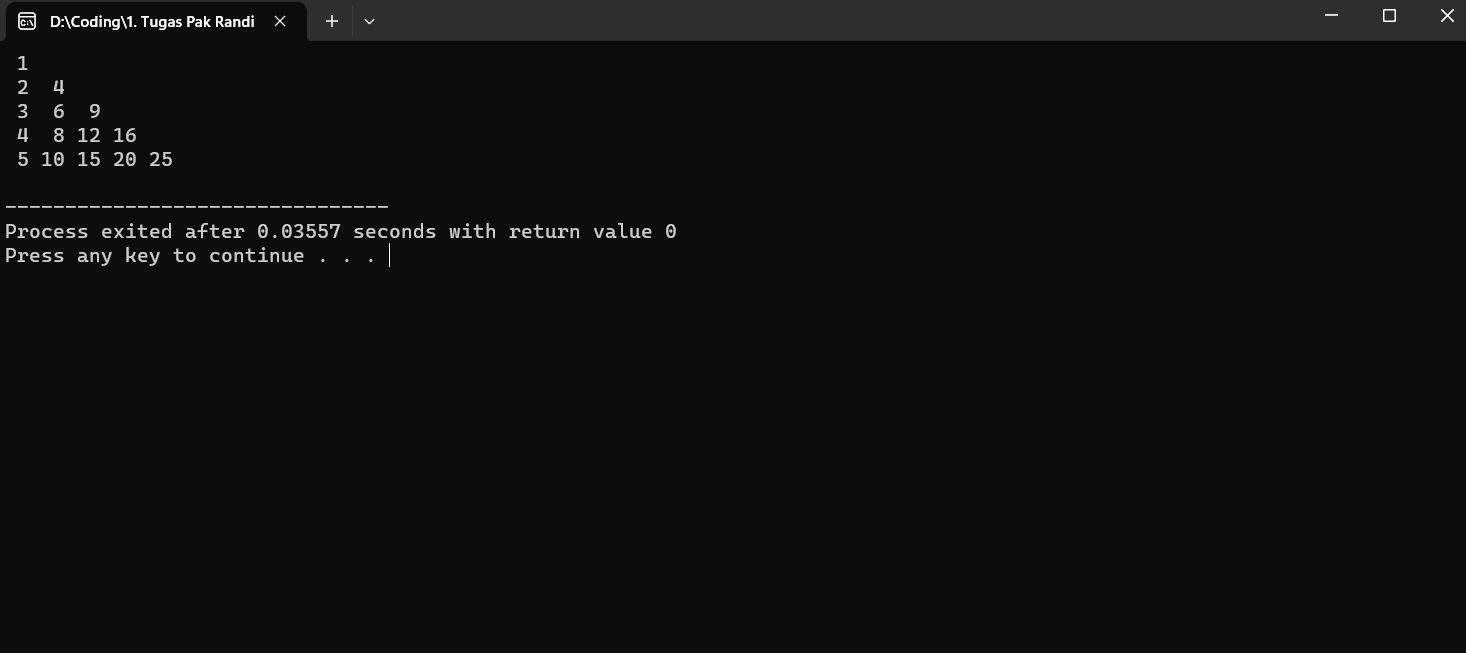 D:\Coding\1. Tugas Pak Randi
 1
 2  4
 3  6  9
 4  8 12 16
 5 10 15 20 25
--------------------------------
Process exited after 0.03557 seconds with return value 0
Press any key to continue . . .